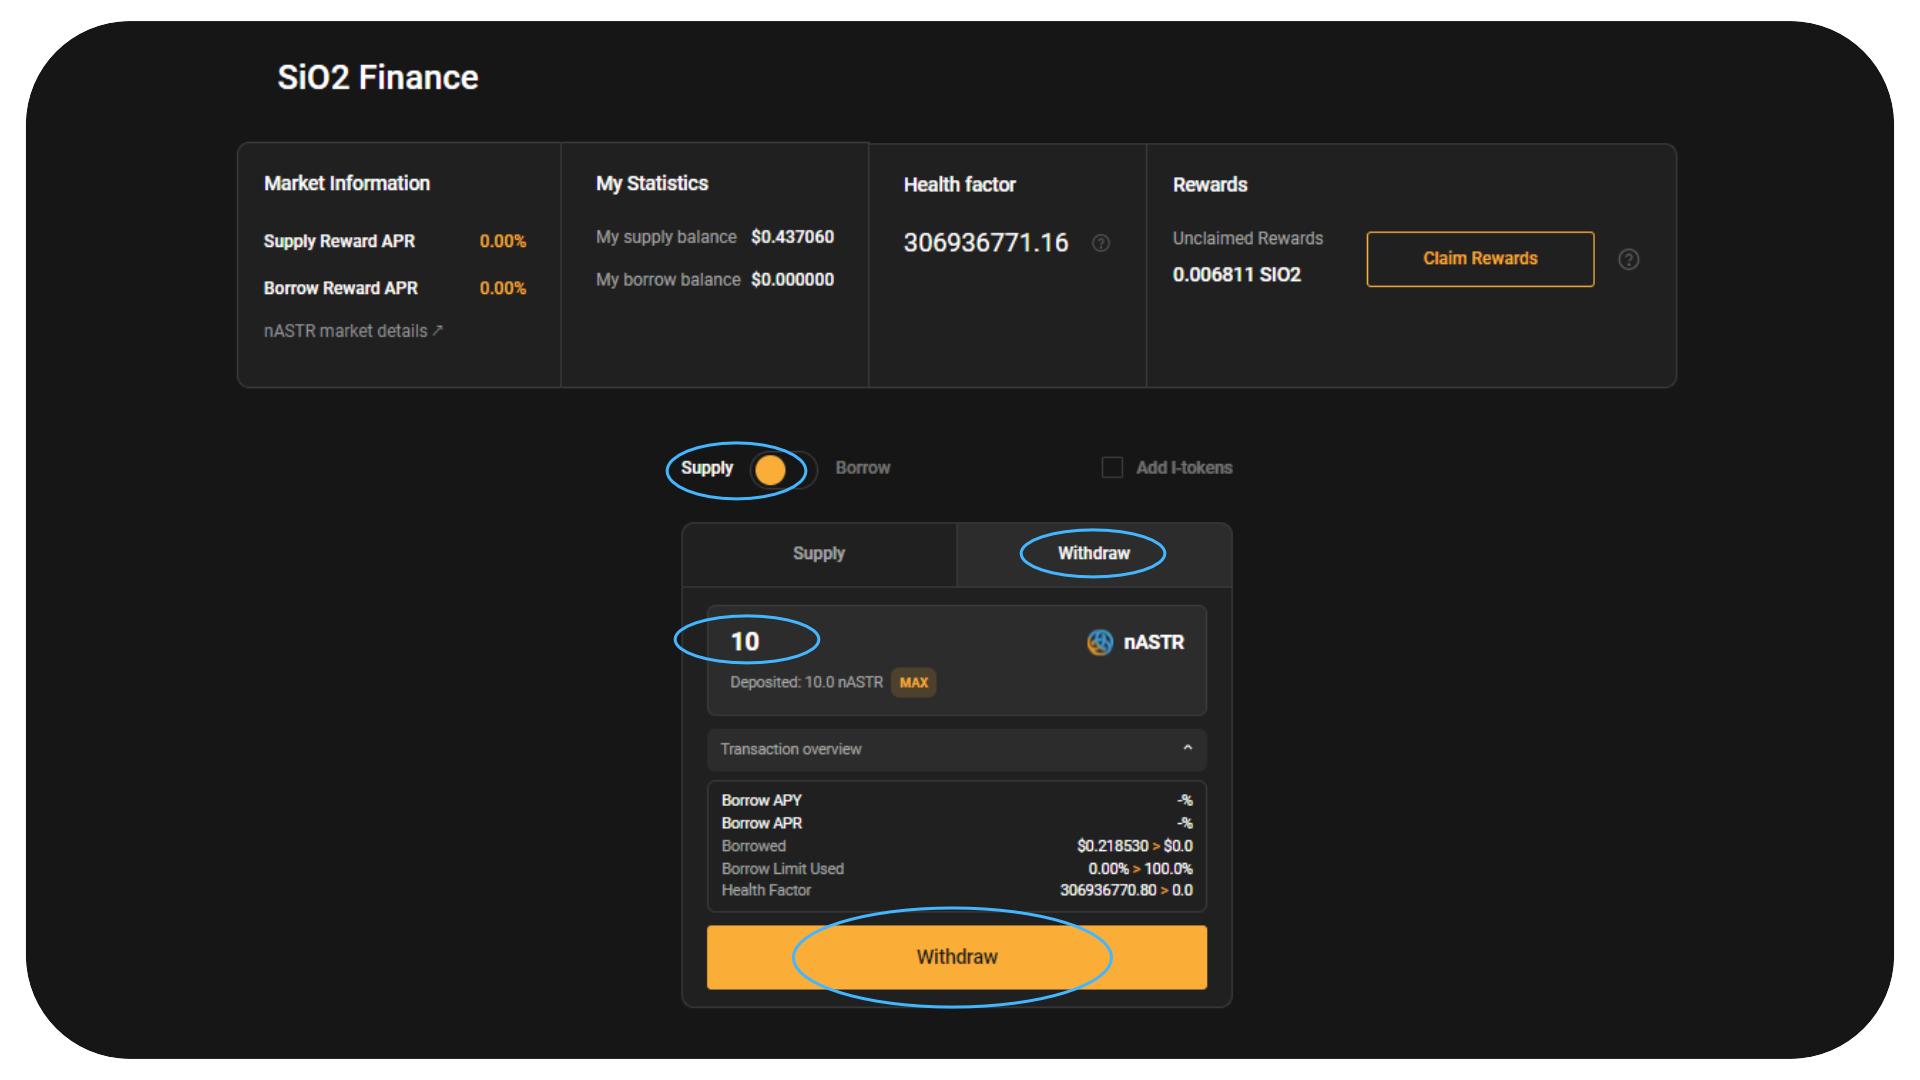 SiO2 Finance
Market Information
Supply Reward APR 0.00%
Borrow Reward APR 0.00%
nASTR market details ↗
My Statistics
My supply balance $0.437060
My borrow balance $0.000000
Health factor
306936771.16 ?
Rewards
Unclaimed Rewards
0.006811 SIO2
Claim Rewards ?
Supply Borrow Add l-tokens
Supply Withdraw
10 nASTR
Deposited: 10.0 nASTR MAX
Transaction overview
Borrow APY -%
Borrow APR -%
Borrowed $0.218530 > $0.0
Borrow Limit Used 0.00% > 100.0%
Health Factor 306936770.80 > 0.0
Withdraw